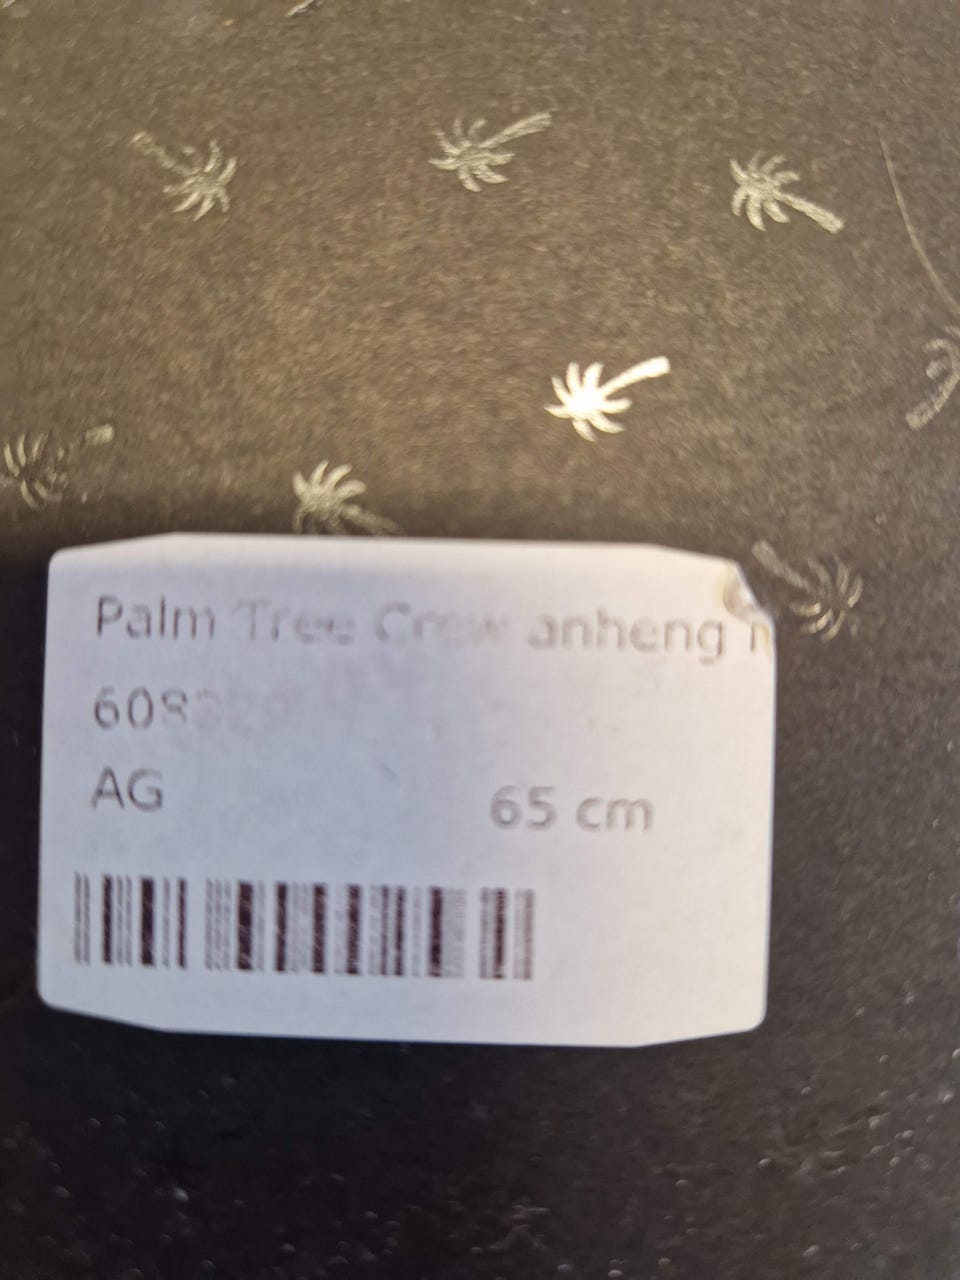 Palm Tree Crew anheng
AG
65 cm